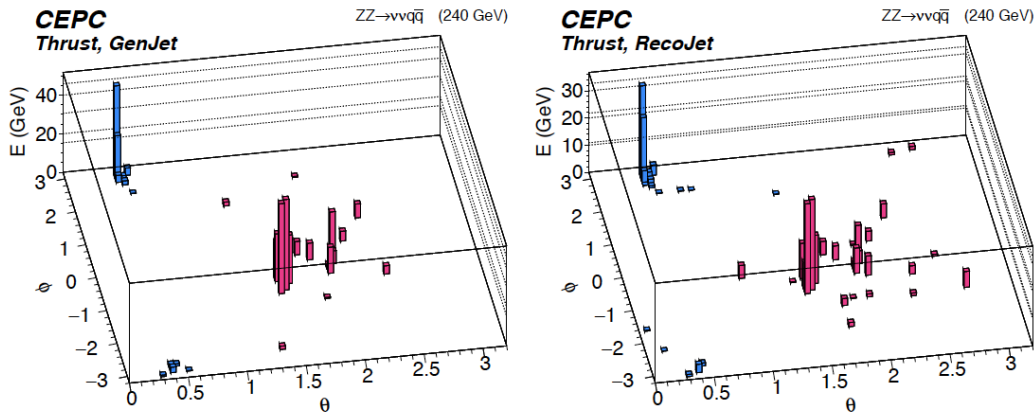 CEPC ZZ→ννqq̄ (240 GeV)
Thrust, GenJet
E (GeV)
40
20
0
3
2
1
0
−1
−2
−3
ϕ
0 0.5 1 1.5 2 2.5 3
θ
CEPC ZZ→ννqq̄ (240 GeV)
Thrust, RecoJet
E (GeV)
30
20
10
0
3
2
1
0
−1
−2
−3
ϕ
0 0.5 1 1.5 2 2.5 3
θ